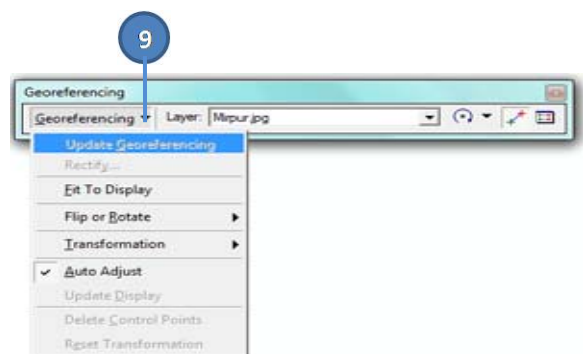 9
Georeferencing
Georeferencing Layer: Mirpur.jpg
Update Georeferencing
Rectify...
Fit To Display
Flip or Rotate
Transformation
Auto Adjust
Update Display
Delete Control Points
Reset Transformation